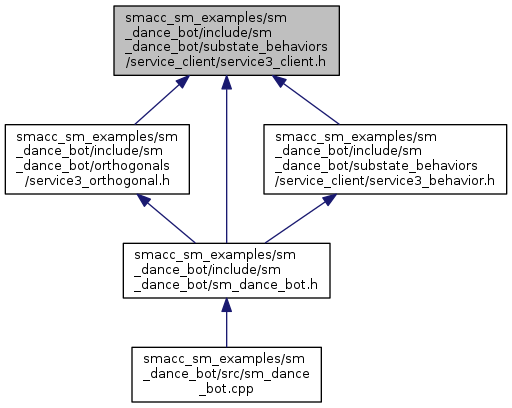 smacc_sm_examples/sm
_dance_bot/include/sm
_dance_bot/substate_behaviors
/service_client/service3_client.h
smacc_sm_examples/sm
_dance_bot/include/sm
_dance_bot/orthogonals
/service3_orthogonal.h
smacc_sm_examples/sm
_dance_bot/include/sm
_dance_bot/substate_behaviors
/service_client/service3_behavior.h
smacc_sm_examples/sm
_dance_bot/include/sm
_dance_bot/sm_dance_bot.h
smacc_sm_examples/sm
_dance_bot/src/sm_dance
_bot.cpp